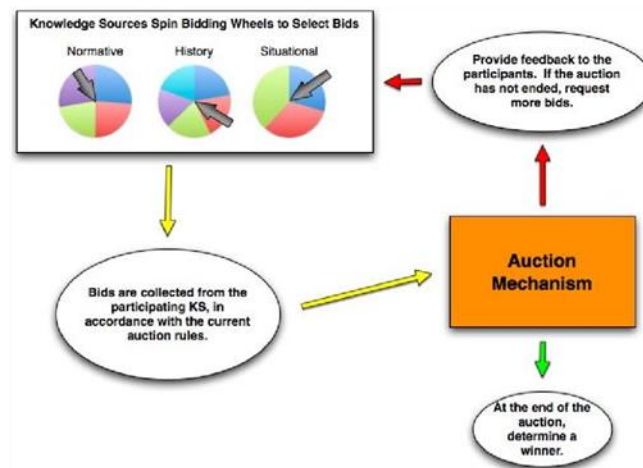 Knowledge Sources Spin Bidding Wheels to Select Bids
Normative
History
Situational
Provide feedback to the
participants. If the auction
has not ended, request
more bids.
Bids are collected from the
participating KS, in
accordance with the current
auction rules.
Auction
Mechanism
At the end of the
auction,
determine a
winner.